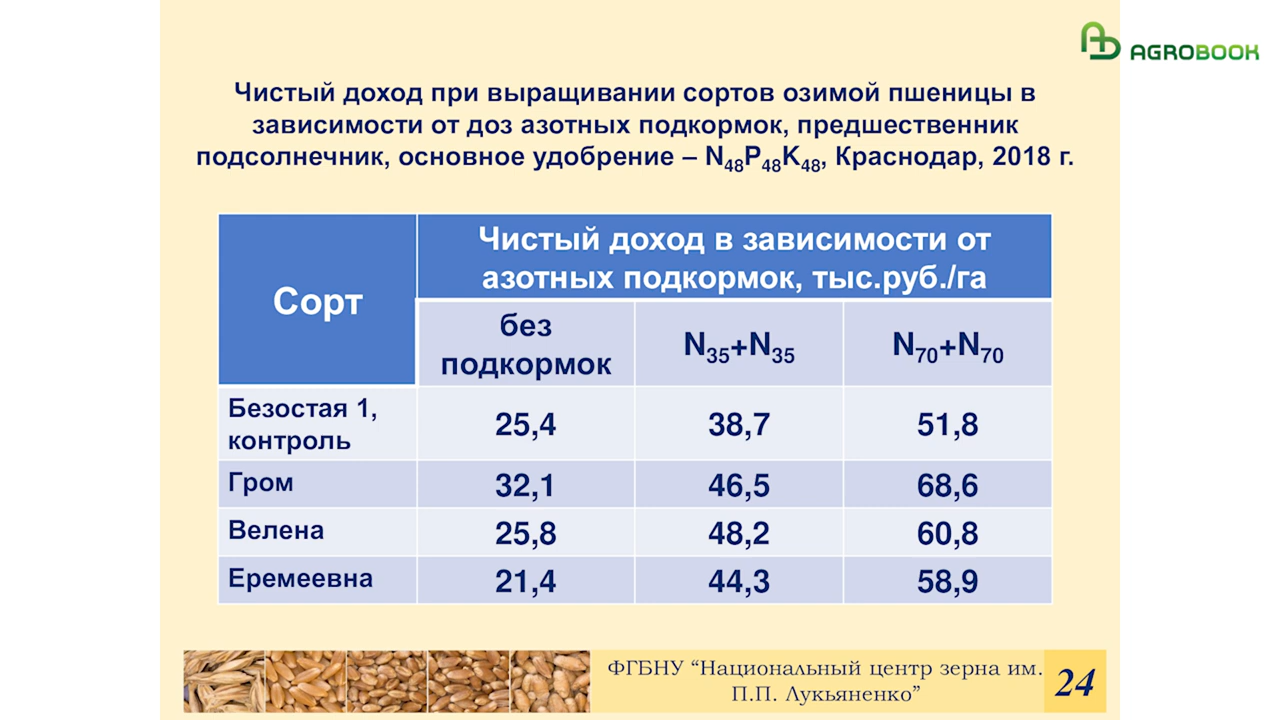 AGROBOOK
Чистый доход при выращивании сортов озимой пшеницы в
зависимости от доз азотных подкормок, предшественник
подсолнечник, основное удобрение – N48P48K48, Краснодар, 2018 г.
Сорт
Чистый доход в зависимости от
азотных подкормок, тыс.руб./га
без
подкормок
N35+N35
N70+N70
Безостая 1,
контроль
25,4
38,7
51,8
Гром
32,1
46,5
68,6
Велена
25,8
48,2
60,8
Еремеевна
21,4
44,3
58,9
ФГБНУ “Национальный центр зерна им.
П.П. Лукьяненко”
24